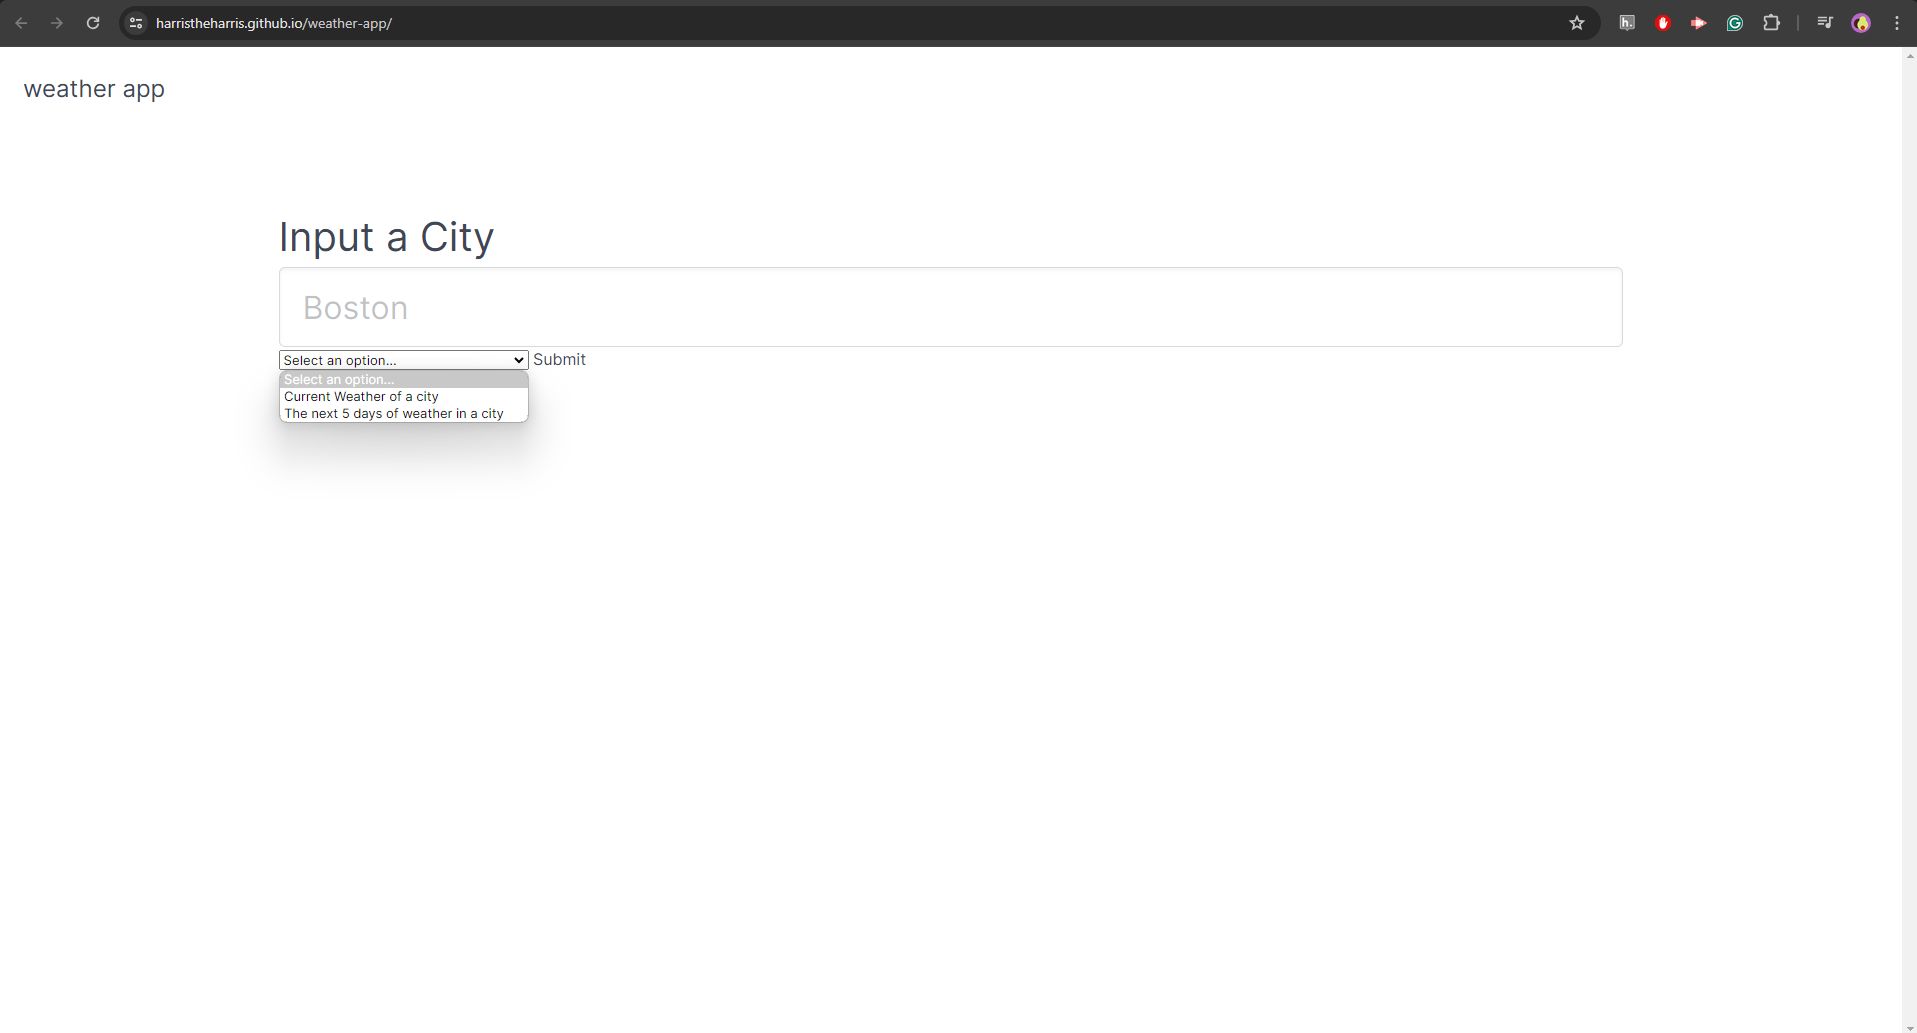 harristheharris.github.io/weather-app/
h.
G
weather app
Input a City
Boston
Select an option... Submit
Select an option...
Current Weather of a city
The next 5 days of weather in a city